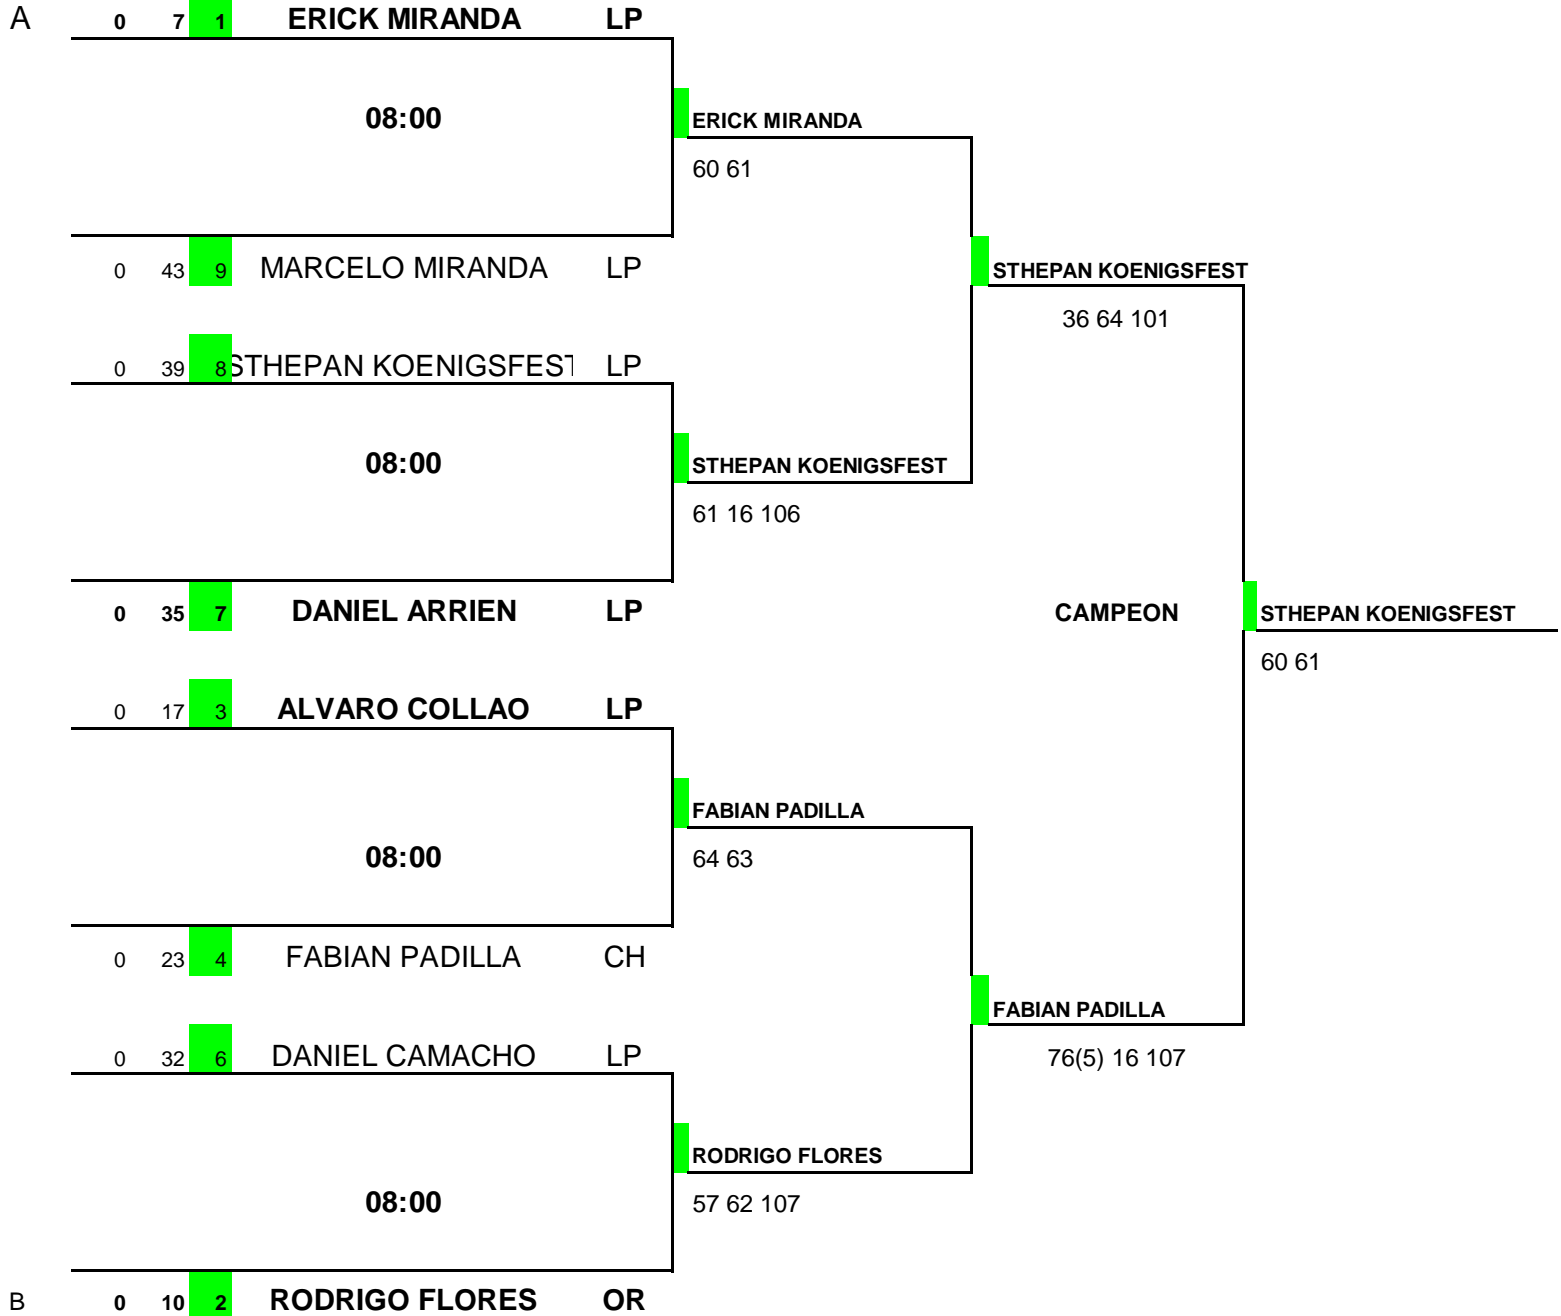 A 0 7 1 ERICK MIRANDA LP
08:00 ERICK MIRANDA
60 61
0 43 9 MARCELO MIRANDA LP STHEPAN KOENIGSFEST
36 64 101
0 39 8 STHEPAN KOENIGSFEST LP
08:00 STHEPAN KOENIGSFEST
61 16 106
0 35 7 DANIEL ARRIEN LP CAMPEON STHEPAN KOENIGSFEST
60 61
0 17 3 ALVARO COLLAO LP
FABIAN PADILLA
08:00 64 63
0 23 4 FABIAN PADILLA CH
FABIAN PADILLA
0 32 6 DANIEL CAMACHO LP 76(5) 16 107
RODRIGO FLORES
08:00 57 62 107
B 0 10 2 RODRIGO FLORES OR